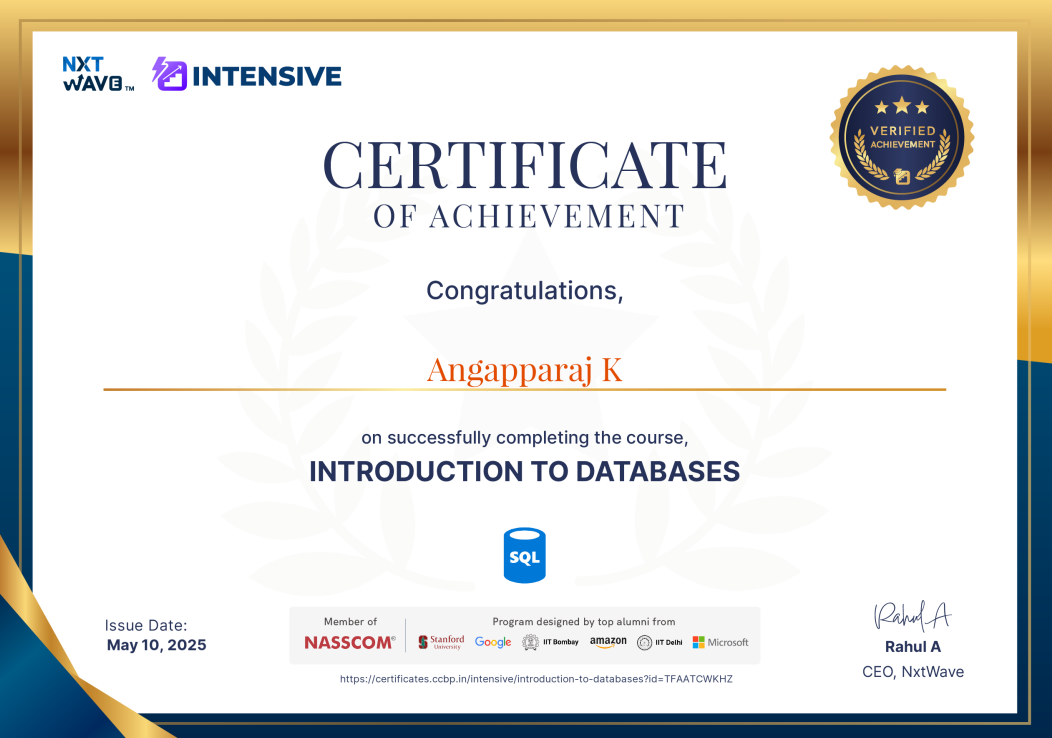 NXT
WAVE™
INTENSIVE
VERIFIED
ACHIEVEMENT
CERTIFICATE
OF ACHIEVEMENT
Congratulations,
Angapparaj K
on successfully completing the course,
INTRODUCTION TO DATABASES
SQL
Issue Date:
May 10, 2025
Member of
NASSCOM®
Program designed by top alumni from
Stanford
University
Google
IIT Bombay
amazon
IIT Delhi
Microsoft
https://certificates.ccbp.in/intensive/introduction-to-databases?id=TFAATCWKHZ
Rahul A
Rahul A
CEO, NxtWave